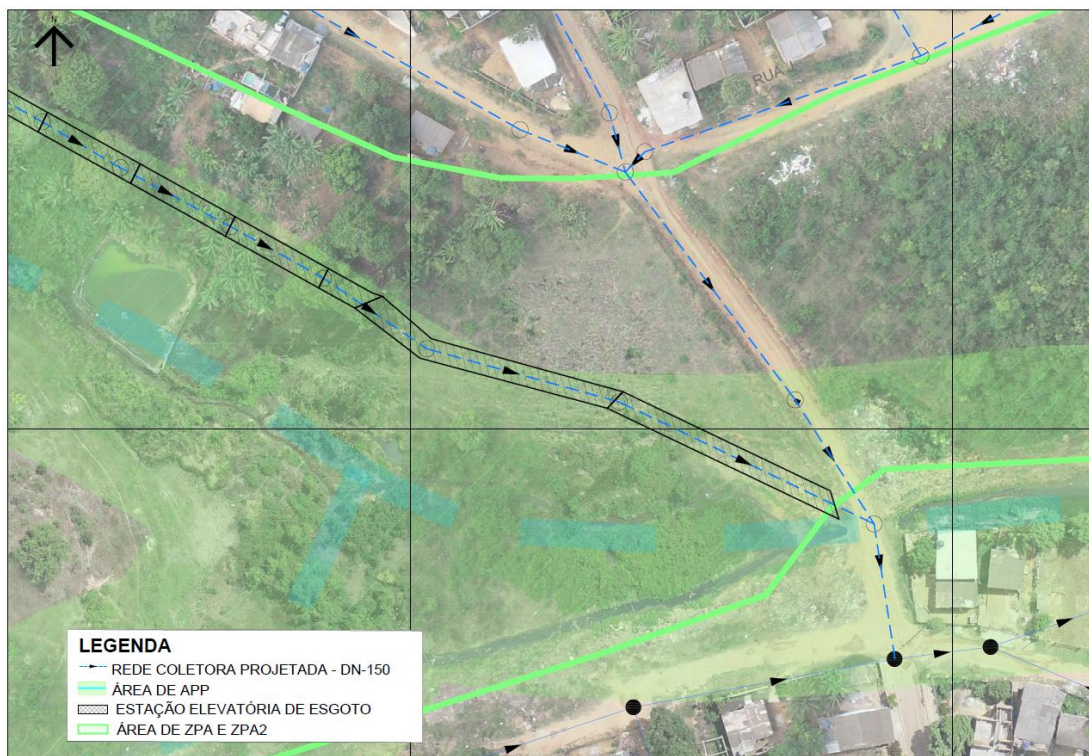 N
RUA
LEGENDA
REDE COLETORA PROJETADA - DN-150
ÁREA DE APP
ESTAÇÃO ELEVATÓRIA DE ESGOTO
ÁREA DE ZPA E ZPA2